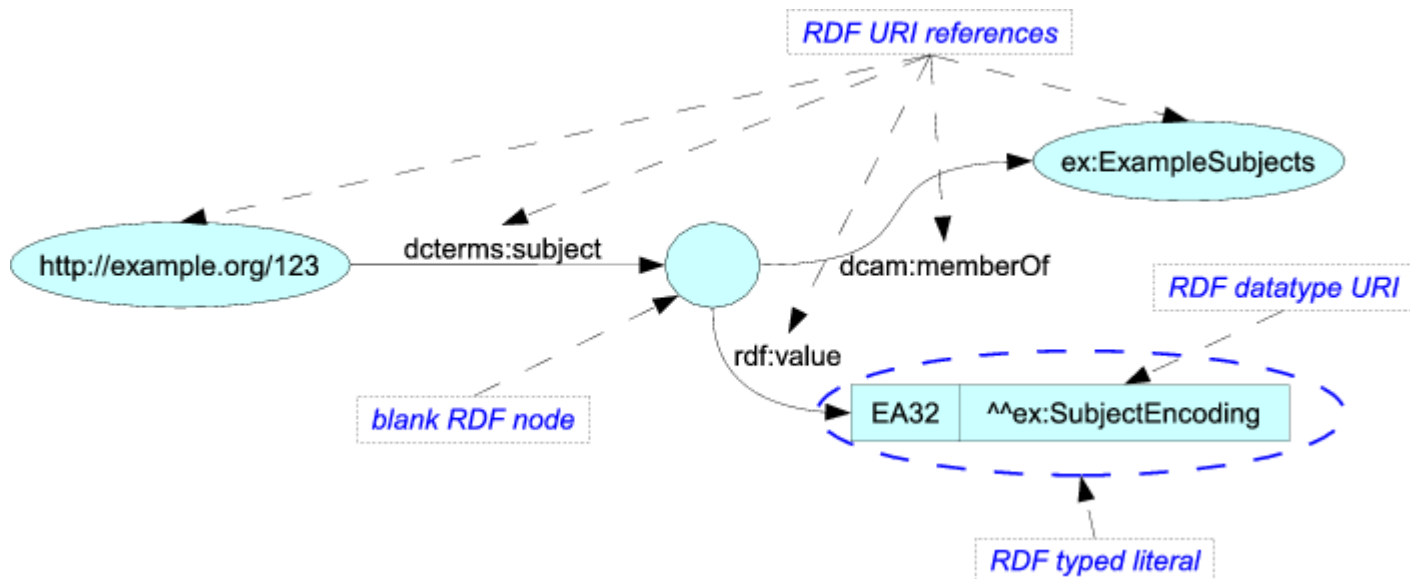 RDF URI references
ex:ExampleSubjects
http://example.org/123
dcterms:subject
dcam:memberOf
RDF datatype URI
rdf:value
blank RDF node
EA32
^^ex:SubjectEncoding
RDF typed literal